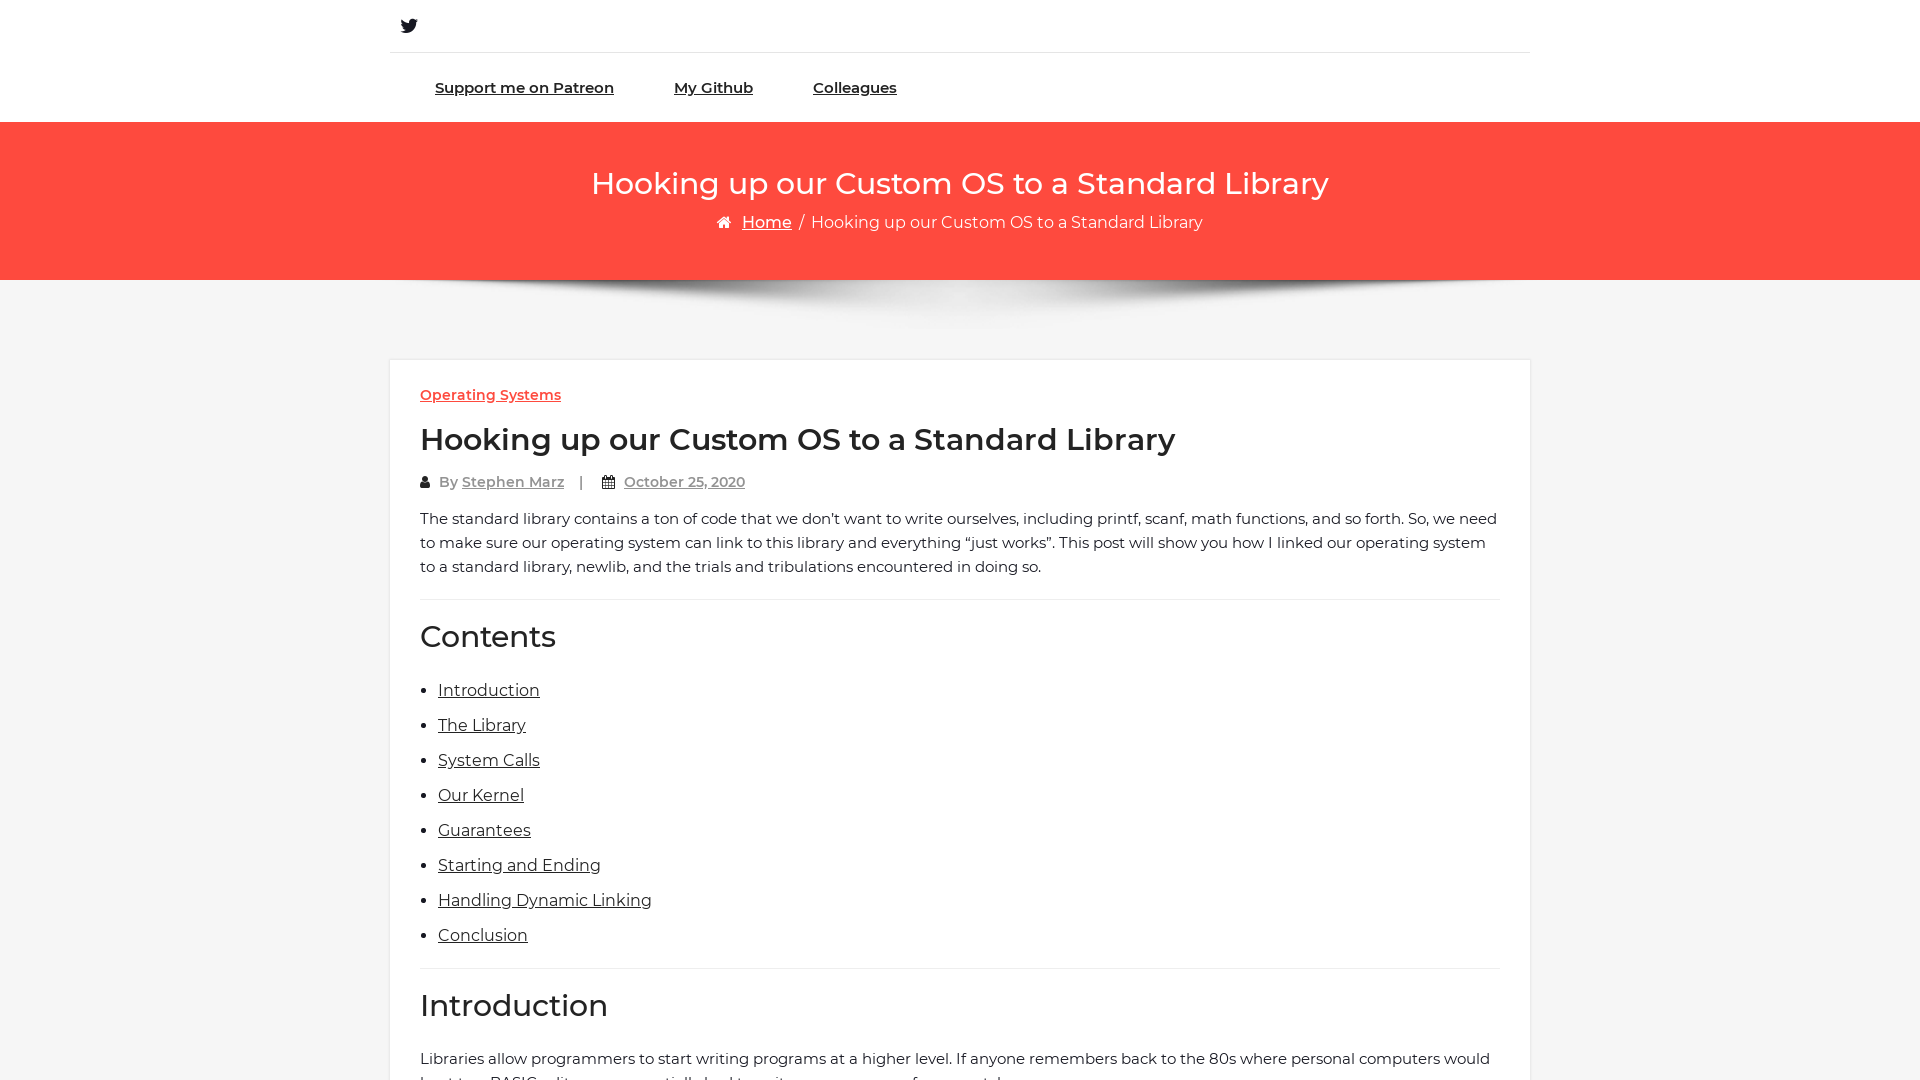 Support me on Patreon My Github Colleagues
Hooking up our Custom OS to a Standard Library
Home / Hooking up our Custom OS to a Standard Library
Operating Systems
Hooking up our Custom OS to a Standard Library
By Stephen Marz | October 25, 2020
The standard library contains a ton of code that we don’t want to write ourselves, including printf, scanf, math functions, and so forth. So, we need
to make sure our operating system can link to this library and everything “just works”. This post will show you how I linked our operating system
to a standard library, newlib, and the trials and tribulations encountered in doing so.
Contents
• Introduction
• The Library
• System Calls
• Our Kernel
• Guarantees
• Starting and Ending
• Handling Dynamic Linking
• Conclusion
Introduction
Libraries allow programmers to start writing programs at a higher level. If anyone remembers back to the 80s where personal computers would